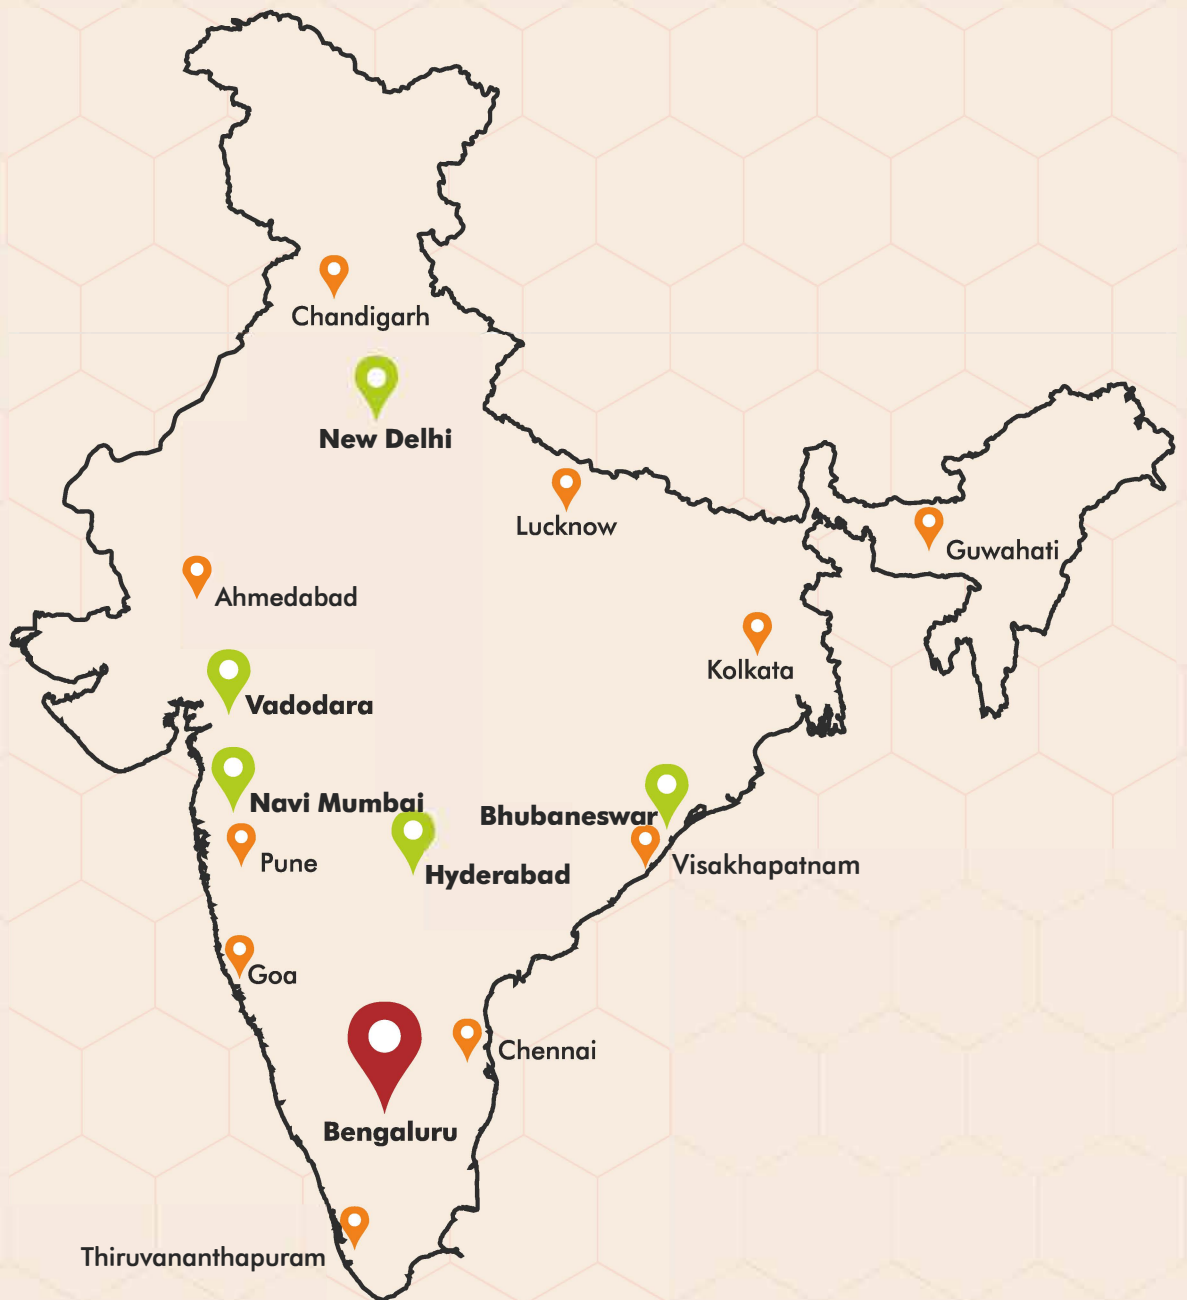 Chandigarh
New Delhi
Lucknow
Guwahati
Ahmedabad
Kolkata
Vadodara
Navi Mumbai
Bhubaneswar
Pune
Visakhapatnam
Hyderabad
Goa
Chennai
Bengaluru
Thiruvananthapuram